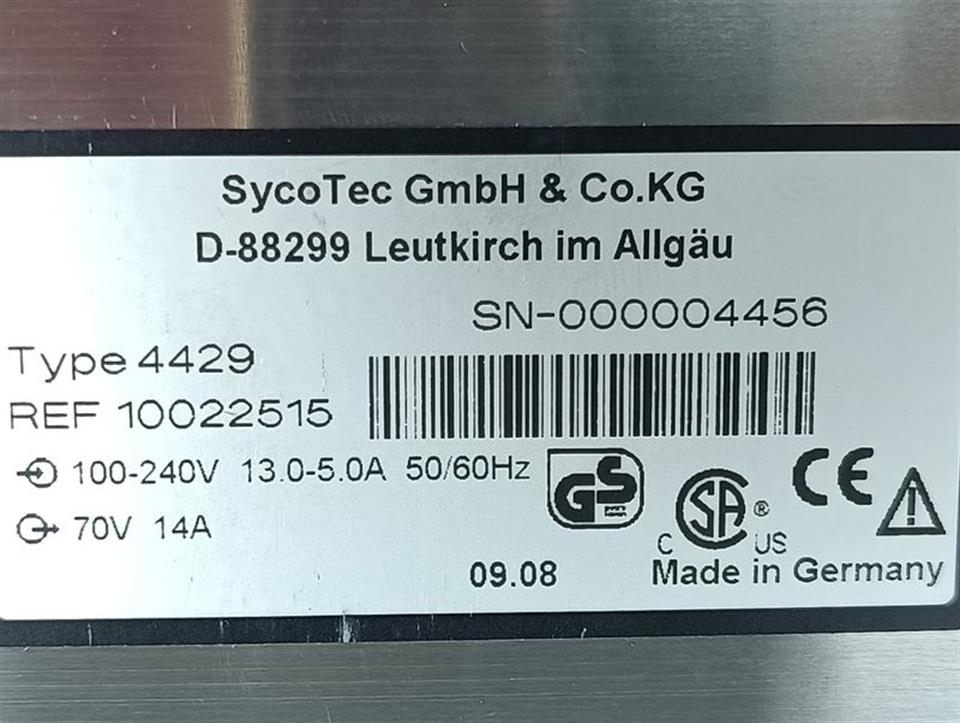 SycoTec GmbH & Co.KG
D-88299 Leutkirch im Allgäu
SN-000004456
Type 4429
REF 10022515
100-240V 13.0-5.0A 50/60Hz
70V 14A
GS
CE
C SA® US
09.08
Made in Germany